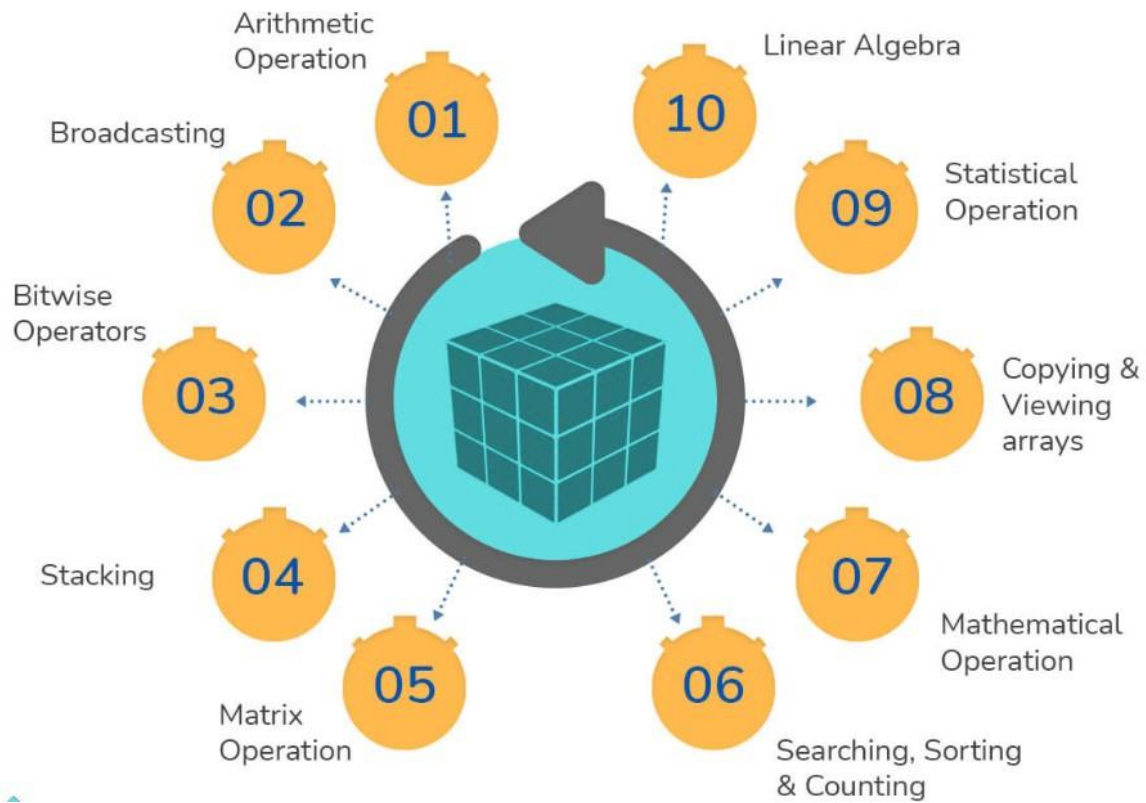 01
Arithmetic
Operation
02
Broadcasting
03
Bitwise
Operators
04
Stacking
05
Matrix
Operation
06
Searching, Sorting
& Counting
07
Mathematical
Operation
08
Copying &
Viewing
arrays
09
Statistical
Operation
10
Linear Algebra